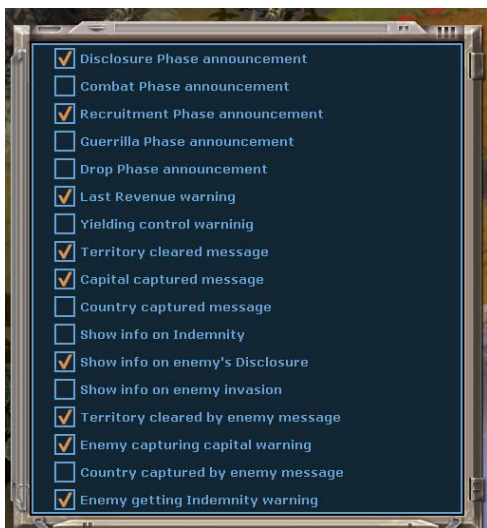 Disclosure Phase announcement
Combat Phase announcement
Recruitment Phase announcement
Guerrilla Phase announcement
Drop Phase announcement
Last Revenue warning
Yielding control warninig
Territory cleared message
Capital captured message
Country captured message
Show info on Indemnity
Show info on enemy's Disclosure
Show info on enemy invasion
Territory cleared by enemy message
Enemy capturing capital warning
Country captured by enemy message
Enemy getting Indemnity warning